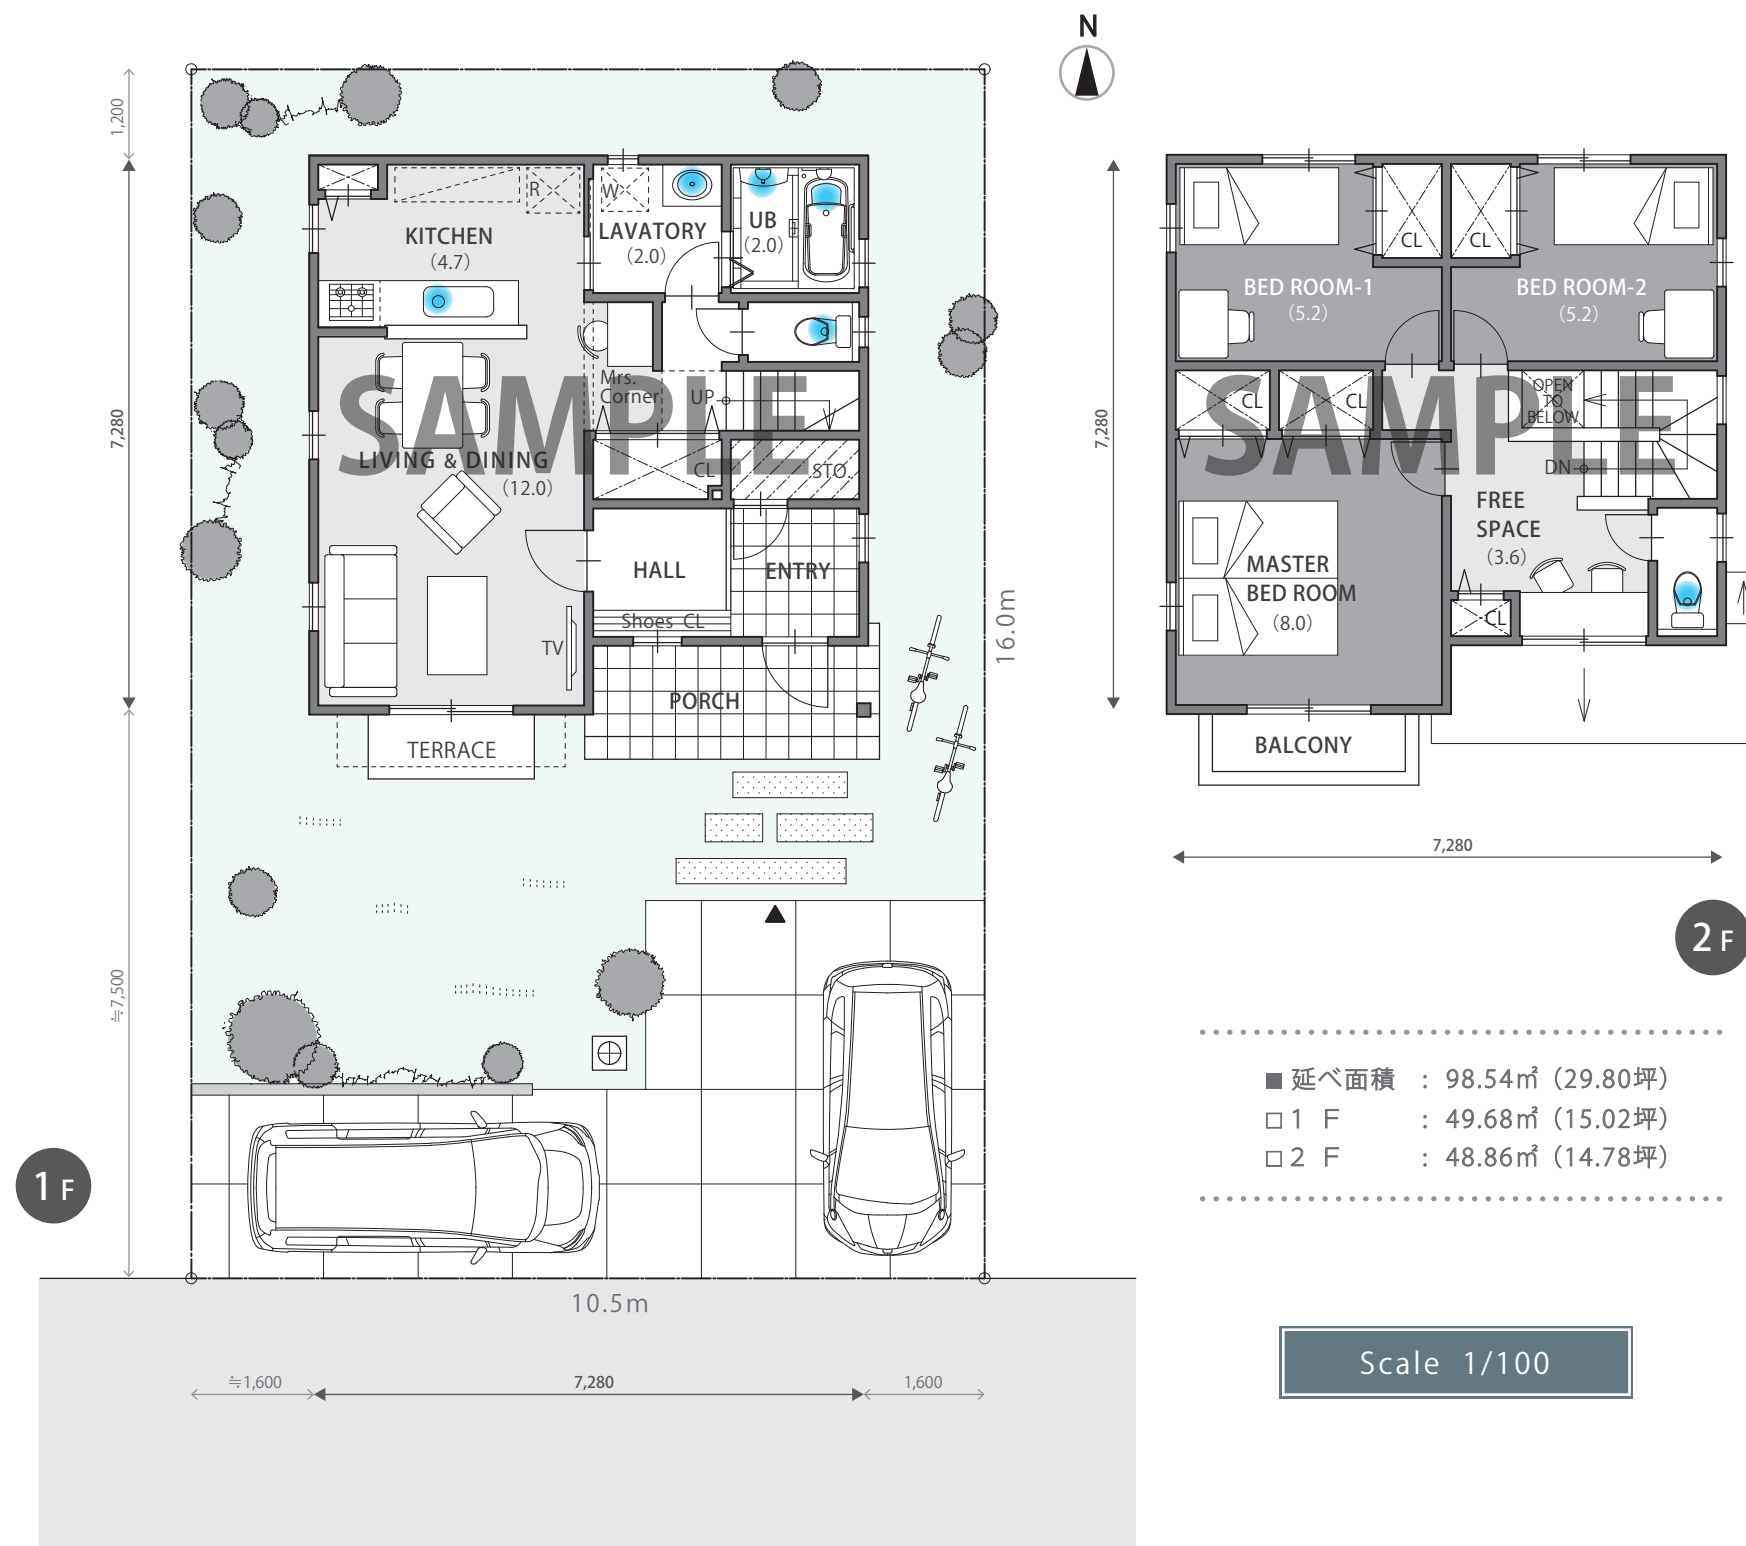 N
1,200
7,280
≒7,500
KITCHEN
(4.7)
R
W
LAVATORY
(2.0)
UB
(2.0)
Mrs.
Corner
UP
SAMPLE
LIVING & DINING
(12.0)
CL
STO.
HALL
ENTRY
Shoes CL
TV
PORCH
TERRACE
16.0m
10.5m
≒1,600
7,280
1,600
1 F
7,280
CL
CL
BED ROOM-1
(5.2)
BED ROOM-2
(5.2)
CL
CL
OPEN
TO
BELOW
SAMPLE
DN
FREE
SPACE
(3.6)
MASTER
BED ROOM
(8.0)
CL
BALCONY
7,280
2 F
■ 延べ面積 : 98.54㎡（29.80坪）
□ 1 F : 49.68㎡（15.02坪）
□ 2 F : 48.86㎡（14.78坪）
Scale 1/100